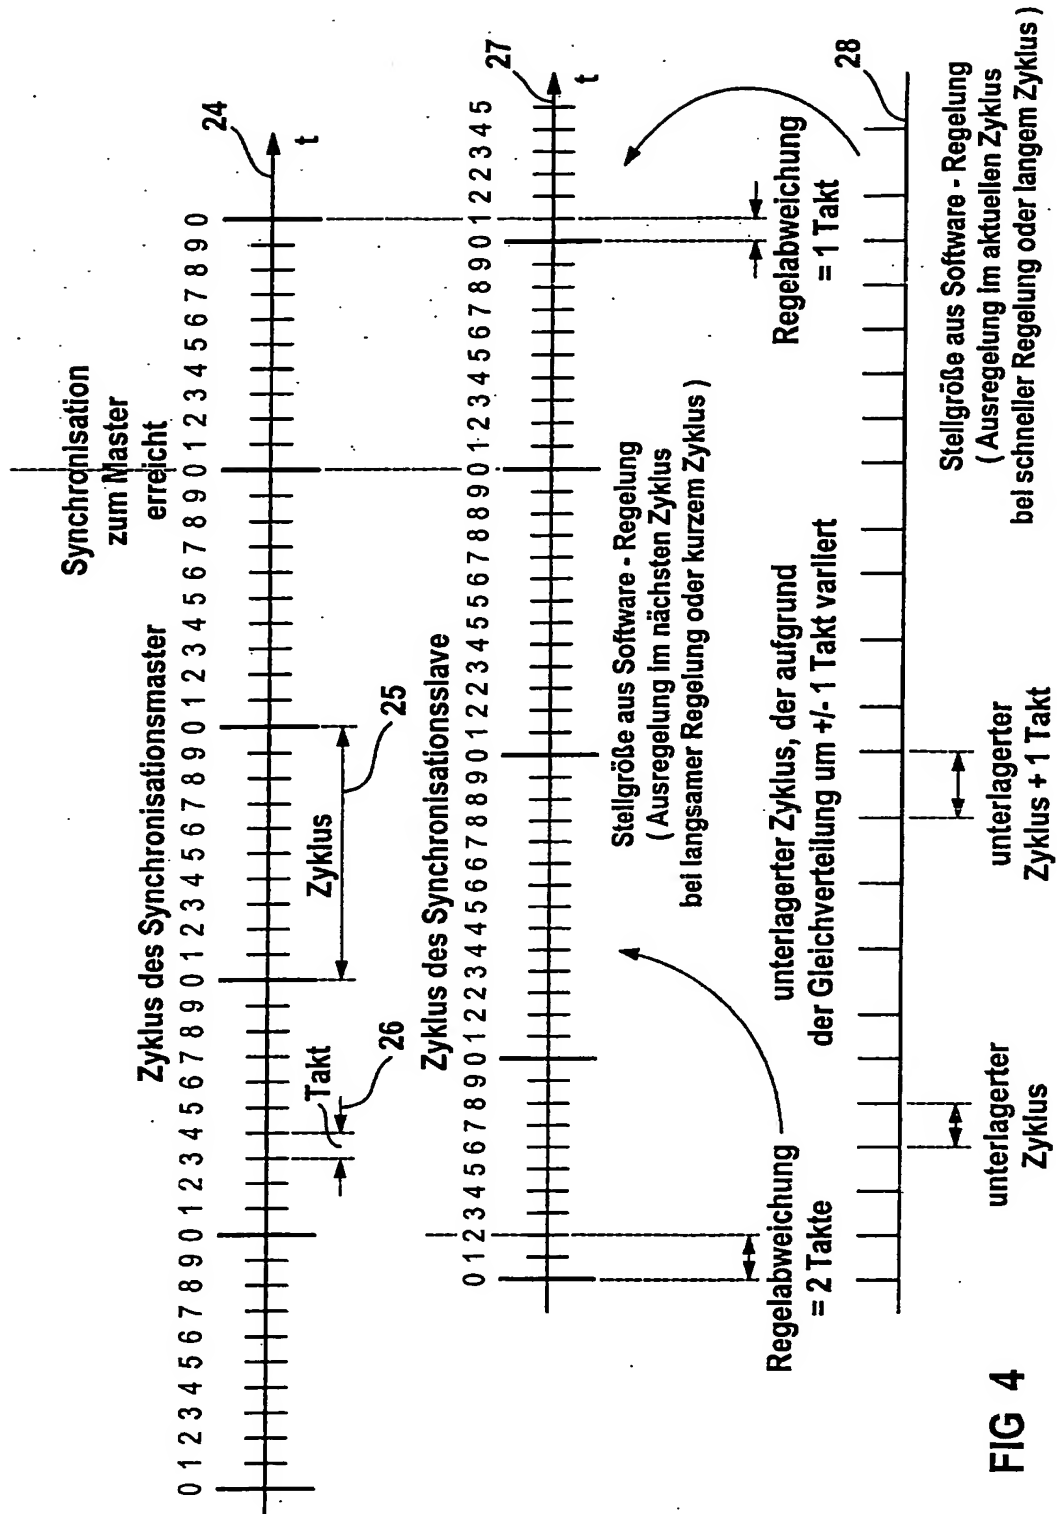 Synchronisation
zum Master
erreicht
Zyklus des Synchronisationsmaster
24
0 1 2 3 4 5 6 7 8 9 0 1 2 3 4 5 6 7 8 9 0 1 2 3 4 5 6 7 8 9 0 1 2 3 4 5 6 7 8 9 0 1 2 3 4 5 6 7 8 9 0
t
Takt
26
Zyklus
25
Zyklus des Synchronisationsslave
27
0 1 2 3 4 5 6 7 8 9 0 1 2 2 3 4 4 5 6 6 7 8 8 9 0 1 2 2 3 4 5 5 6 7 8 8 9 0 1 2 3 4 5 6 7 8 9 0 1 2 2 3 4 5
t
Stellgröße aus Software - Regelung
( Ausregelung im nächsten Zyklus
bei langsamer Regelung oder kurzem Zyklus )
Regelabweichung
= 2 Takte
unterlagerter Zyklus, der aufgrund
der Gleichverteilung um +/- 1 Takt variiert
Regelabweichung
= 1 Takt
28
unterlagerter
Zyklus
unterlagerter
Zyklus + 1 Takt
Stellgröße aus Software - Regelung
( Ausregelung im aktuellen Zyklus
bei schneller Regelung oder langem Zyklus )
FIG 4